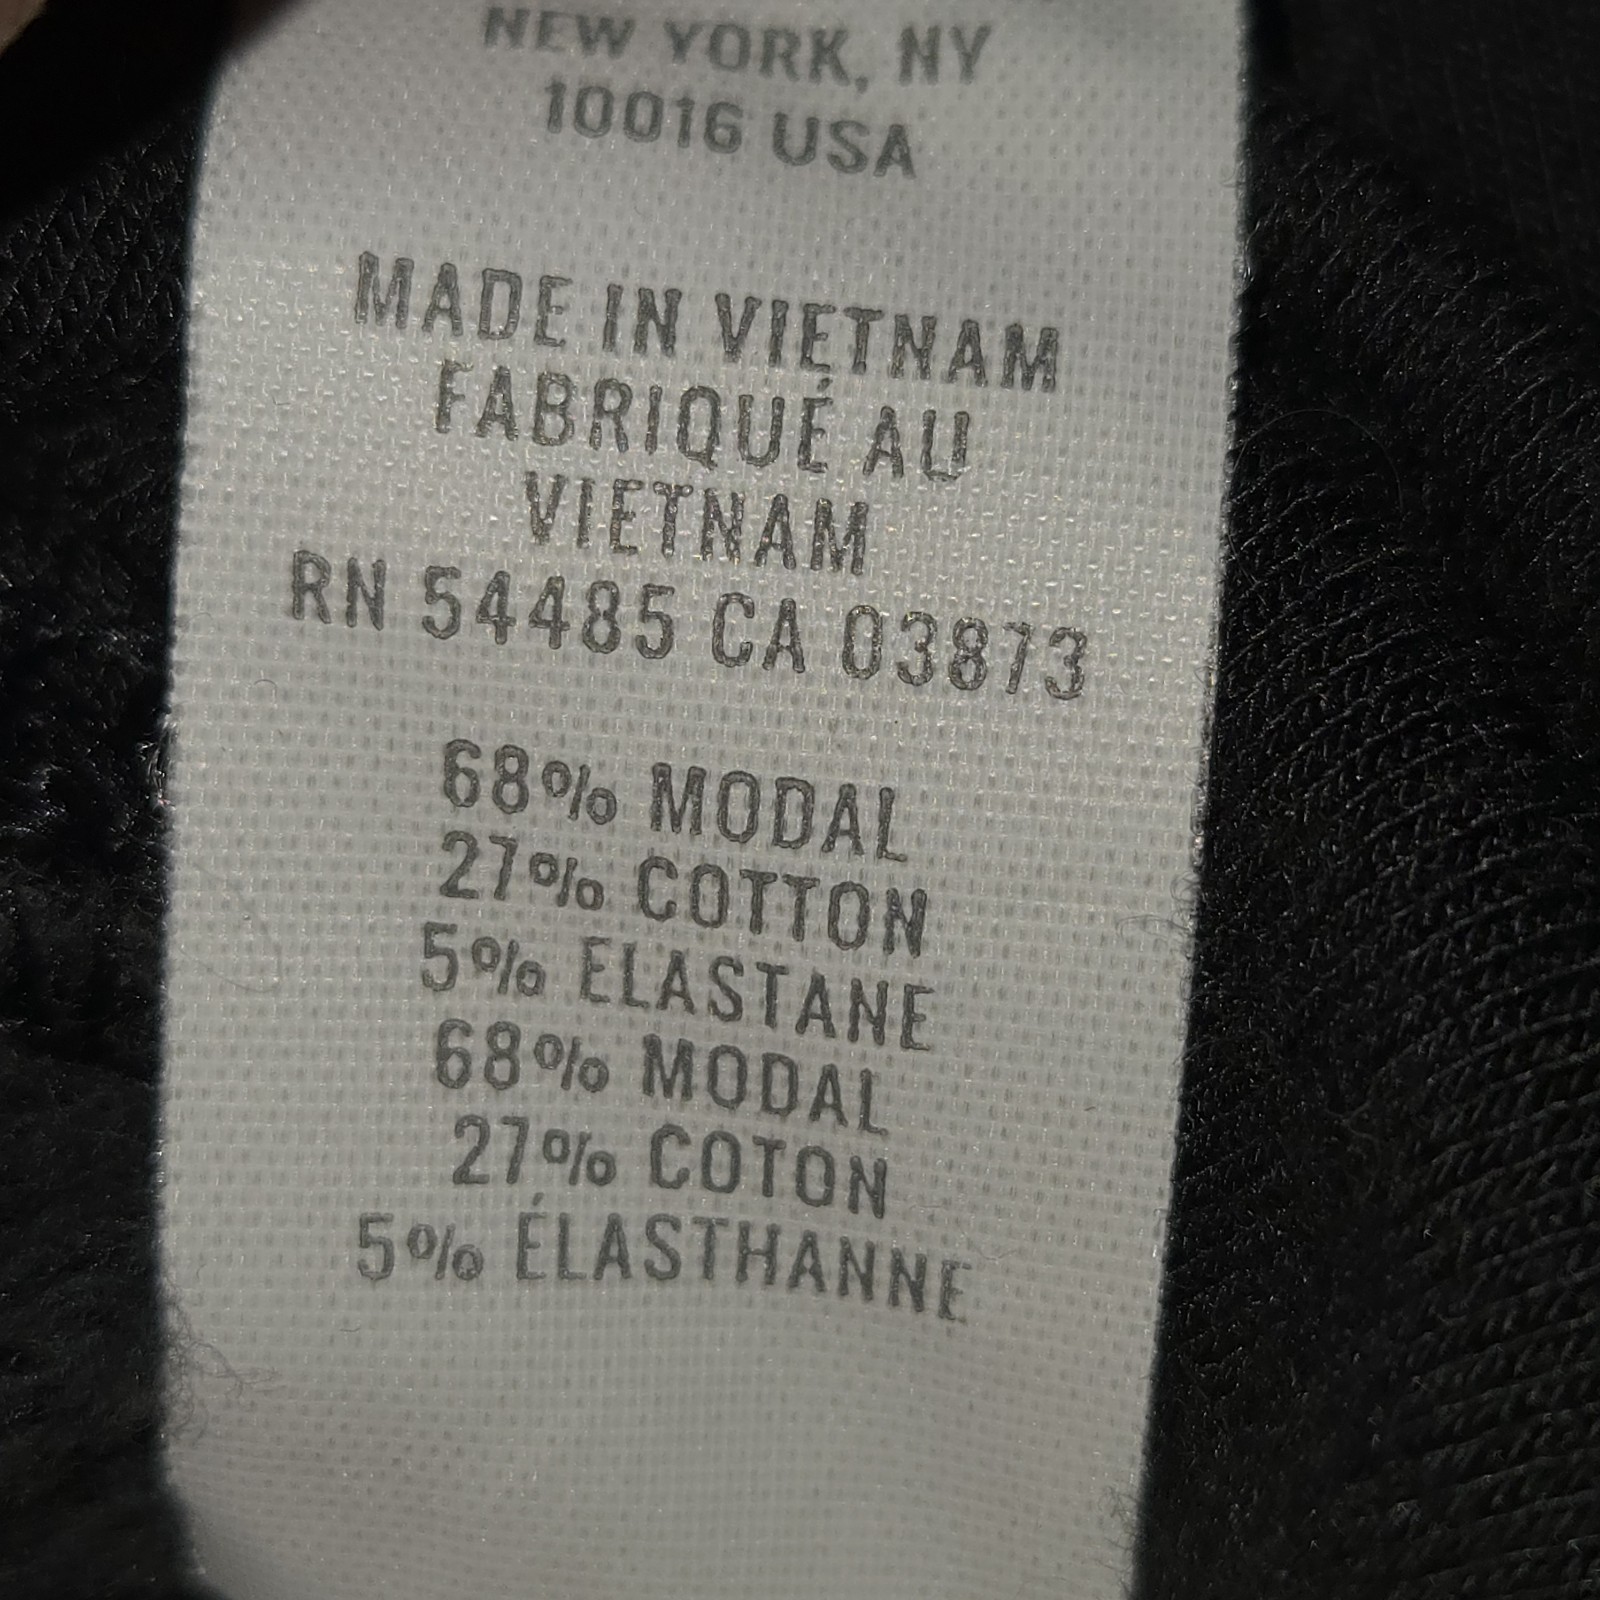 NEW YORK, NY
10016 USA
MADE IN VIETNAM
FABRIQUÉ AU
VIETNAM
RN 54485 CA 03873
68% MODAL
27% COTTON
5% ELASTANE
68% MODAL
27% COTON
5% ÉLASTHANNE